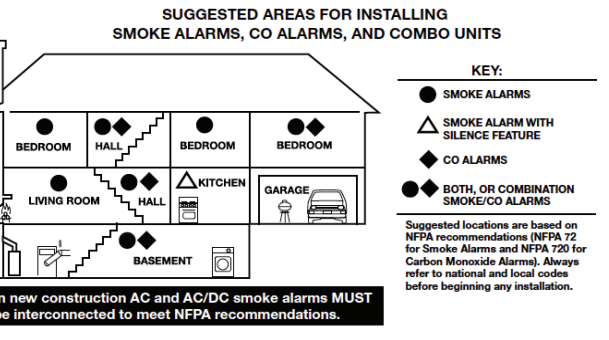 SUGGESTED AREAS FOR INSTALLING
SMOKE ALARMS, CO ALARMS, AND COMBO UNITS
BEDROOM
HALL
BEDROOM
BEDROOM
LIVING ROOM
HALL
KITCHEN
GARAGE
BASEMENT
KEY:
SMOKE ALARMS
SMOKE ALARM WITH
SILENCE FEATURE
CO ALARMS
BOTH, OR COMBINATION
SMOKE/CO ALARMS
Suggested locations are based on
NFPA recommendations (NFPA 72
for Smoke Alarms and NFPA 720 for
Carbon Monoxide Alarms). Always
refer to national and local codes
before beginning any installation.
n new construction AC and AC/DC smoke alarms MUST
be interconnected to meet NFPA recommendations.